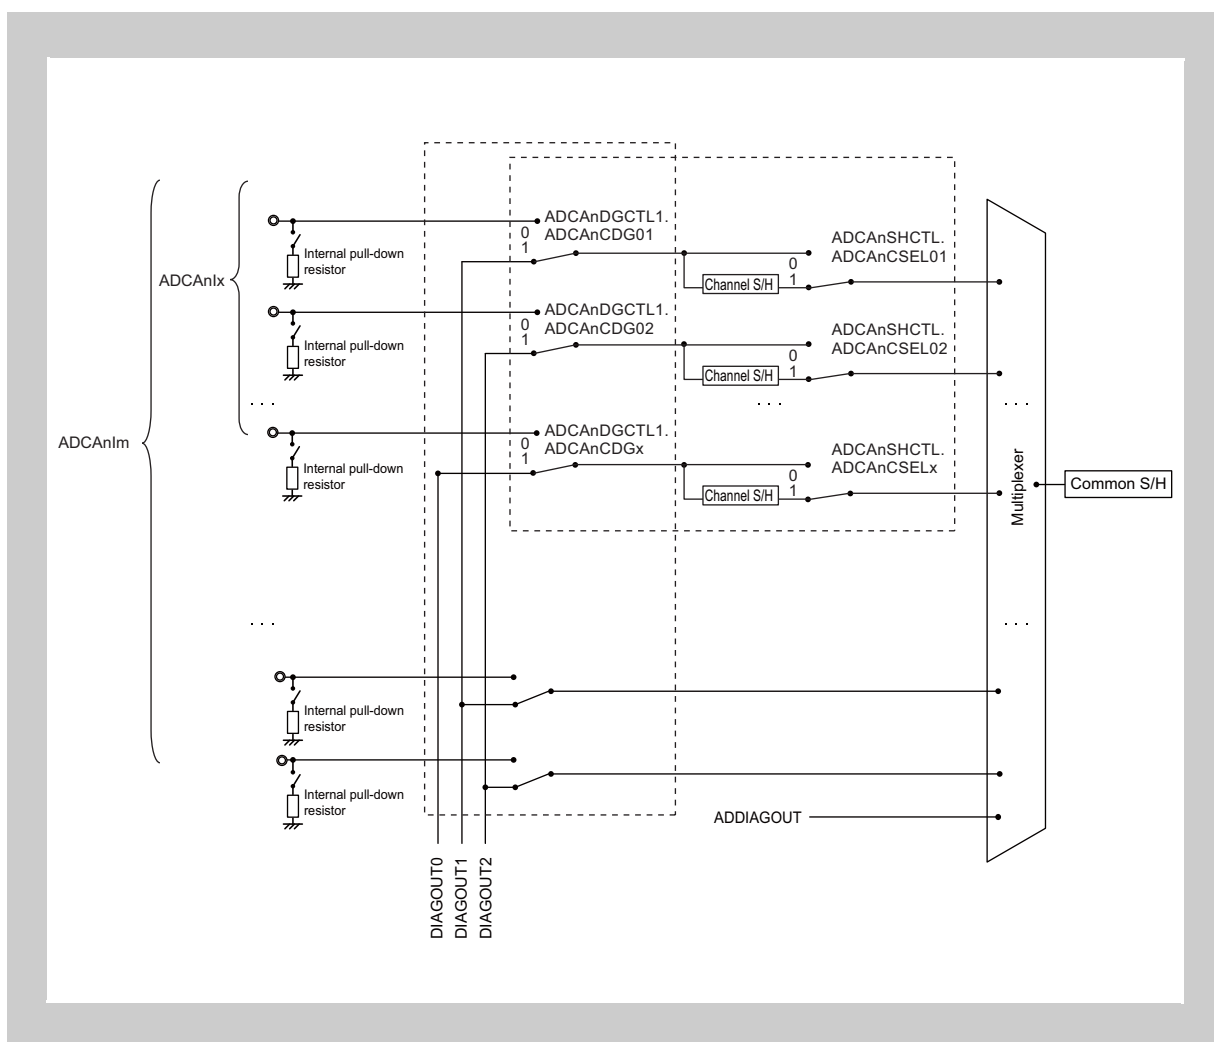 ADCAnDGCTL1.
ADCAnCDG01
0
1
Internal pull-down
resistor
ADCAnSHCTL.
ADCAnCSEL01
0
1
Channel S/H
ADCAnIx
ADCAnDGCTL1.
ADCAnCDG02
0
1
Internal pull-down
resistor
ADCAnSHCTL.
ADCAnCSEL02
0
1
Channel S/H
. . .
. . .
. . .
ADCAnIm
ADCAnDGCTL1.
ADCAnCDGx
0
1
Internal pull-down
resistor
ADCAnSHCTL.
ADCAnCSELx
0
1
Channel S/H
Multiplexer
Common S/H
. . .
. . .
Internal pull-down
resistor
Internal pull-down
resistor
ADDIAGOUT
DIAGOUT0
DIAGOUT1
DIAGOUT2